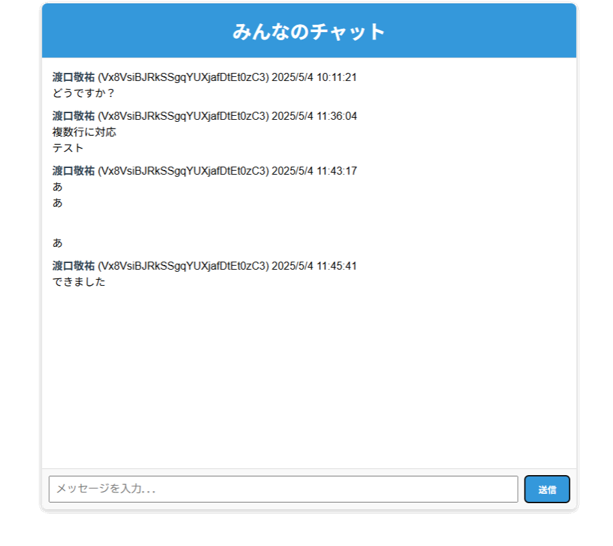 みんなのチャット
渡口敬祐 (Vx8VsiBJRkSSgqYUXjafDtEt0zC3) 2025/5/4 10:11:21
どうですか？
渡口敬祐 (Vx8VsiBJRkSSgqYUXjafDtEt0zC3) 2025/5/4 11:36:04
複数行に対応
テスト
渡口敬祐 (Vx8VsiBJRkSSgqYUXjafDtEt0zC3) 2025/5/4 11:43:17
あ
あ
あ
渡口敬祐 (Vx8VsiBJRkSSgqYUXjafDtEt0zC3) 2025/5/4 11:45:41
できました
メッセージを入力...
送信